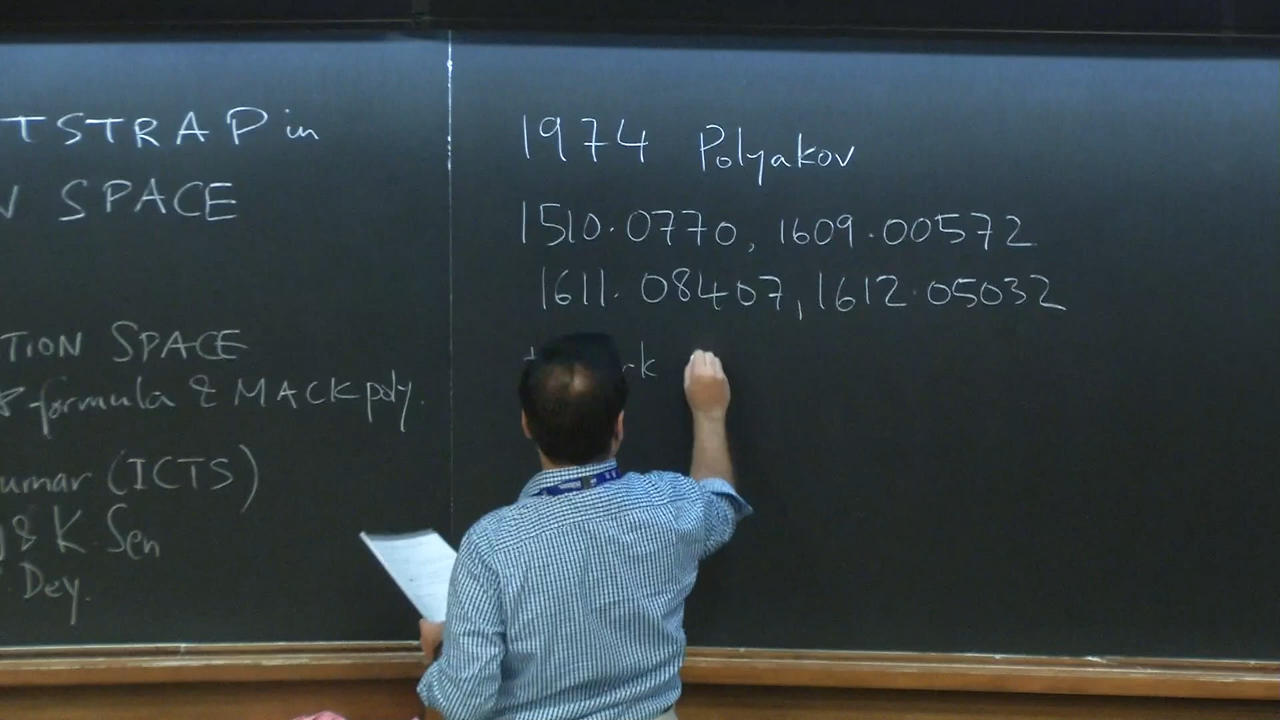 TSTRAP in
SPACE
TION SPACE
formula & MACK poly.
umar (ICTS)
& K. Sen
Dey.
1974 Polyakov
1510.0770, 1609.00572
1611.08407, 1612.05032